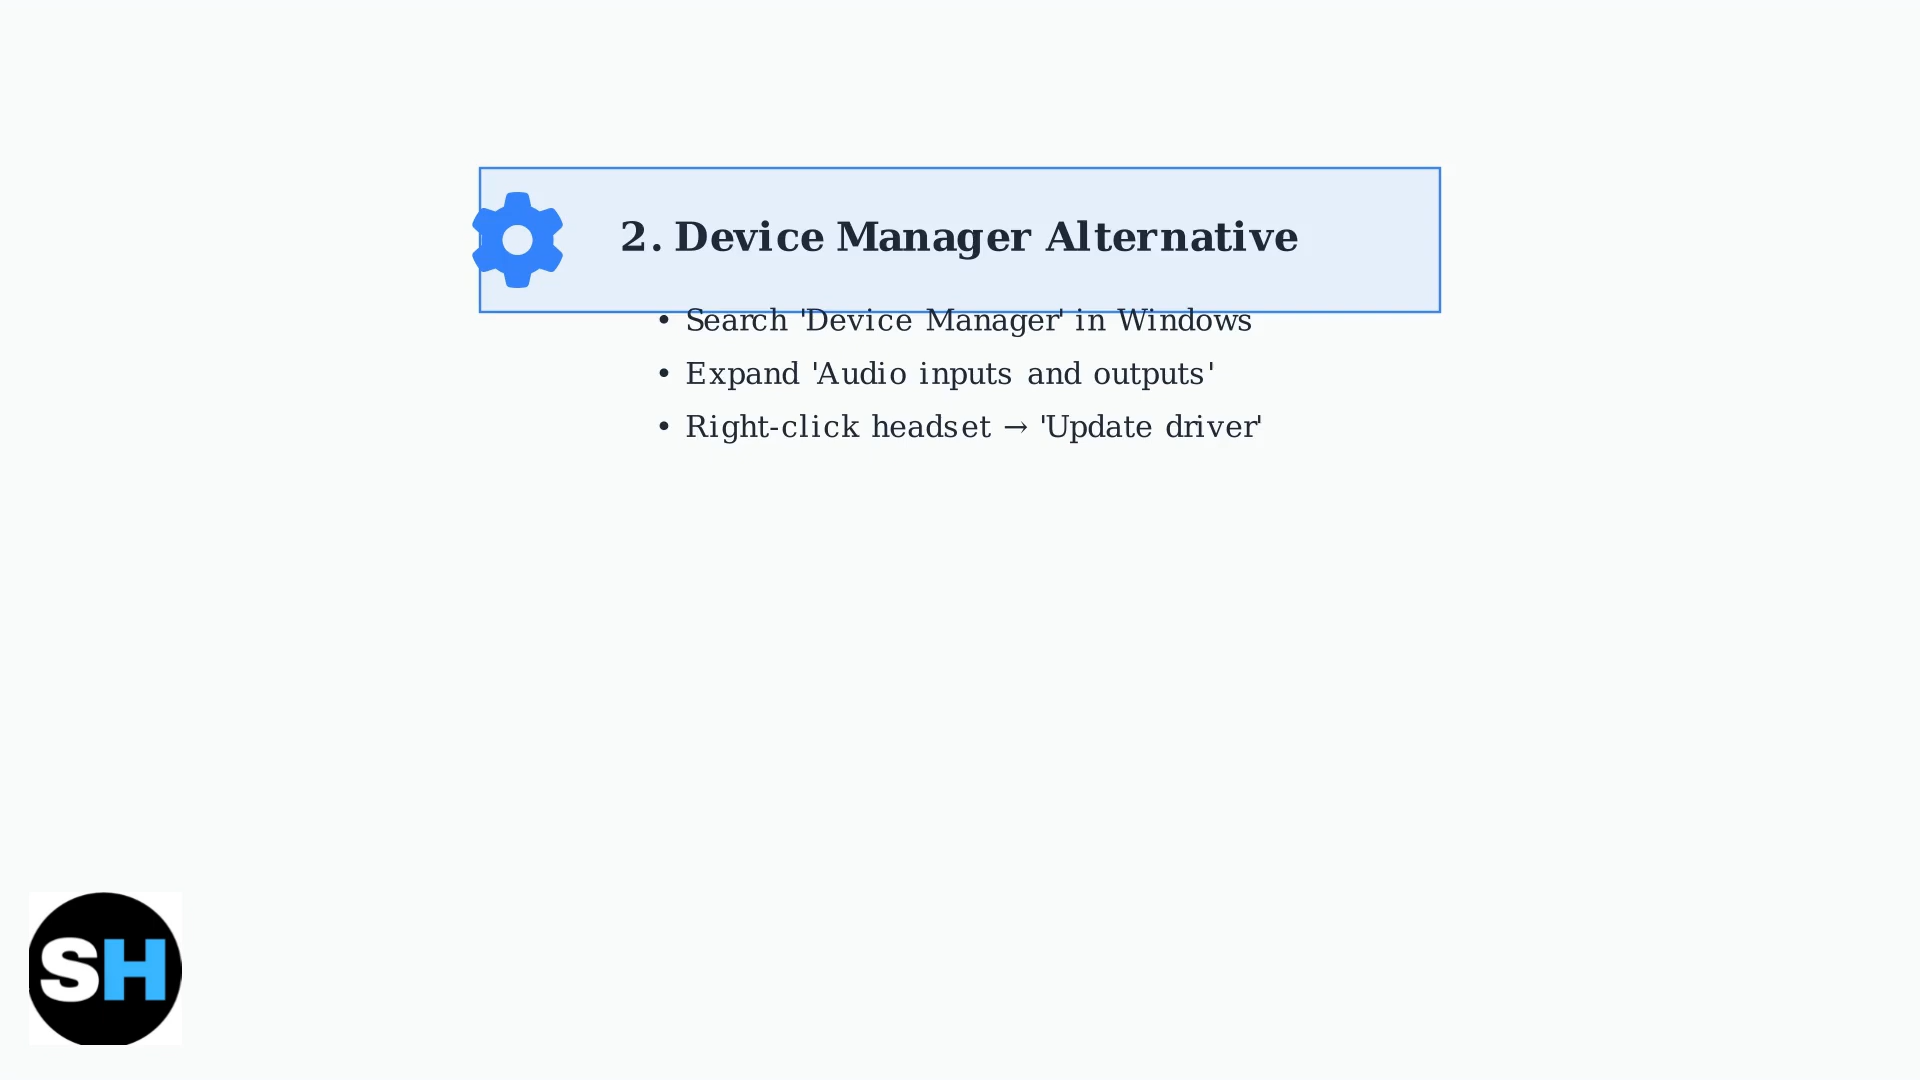 2. Device Manager Alternative
• Search 'Device Manager' in Windows
• Expand 'Audio inputs and outputs'
• Right-click headset → 'Update driver'
SH